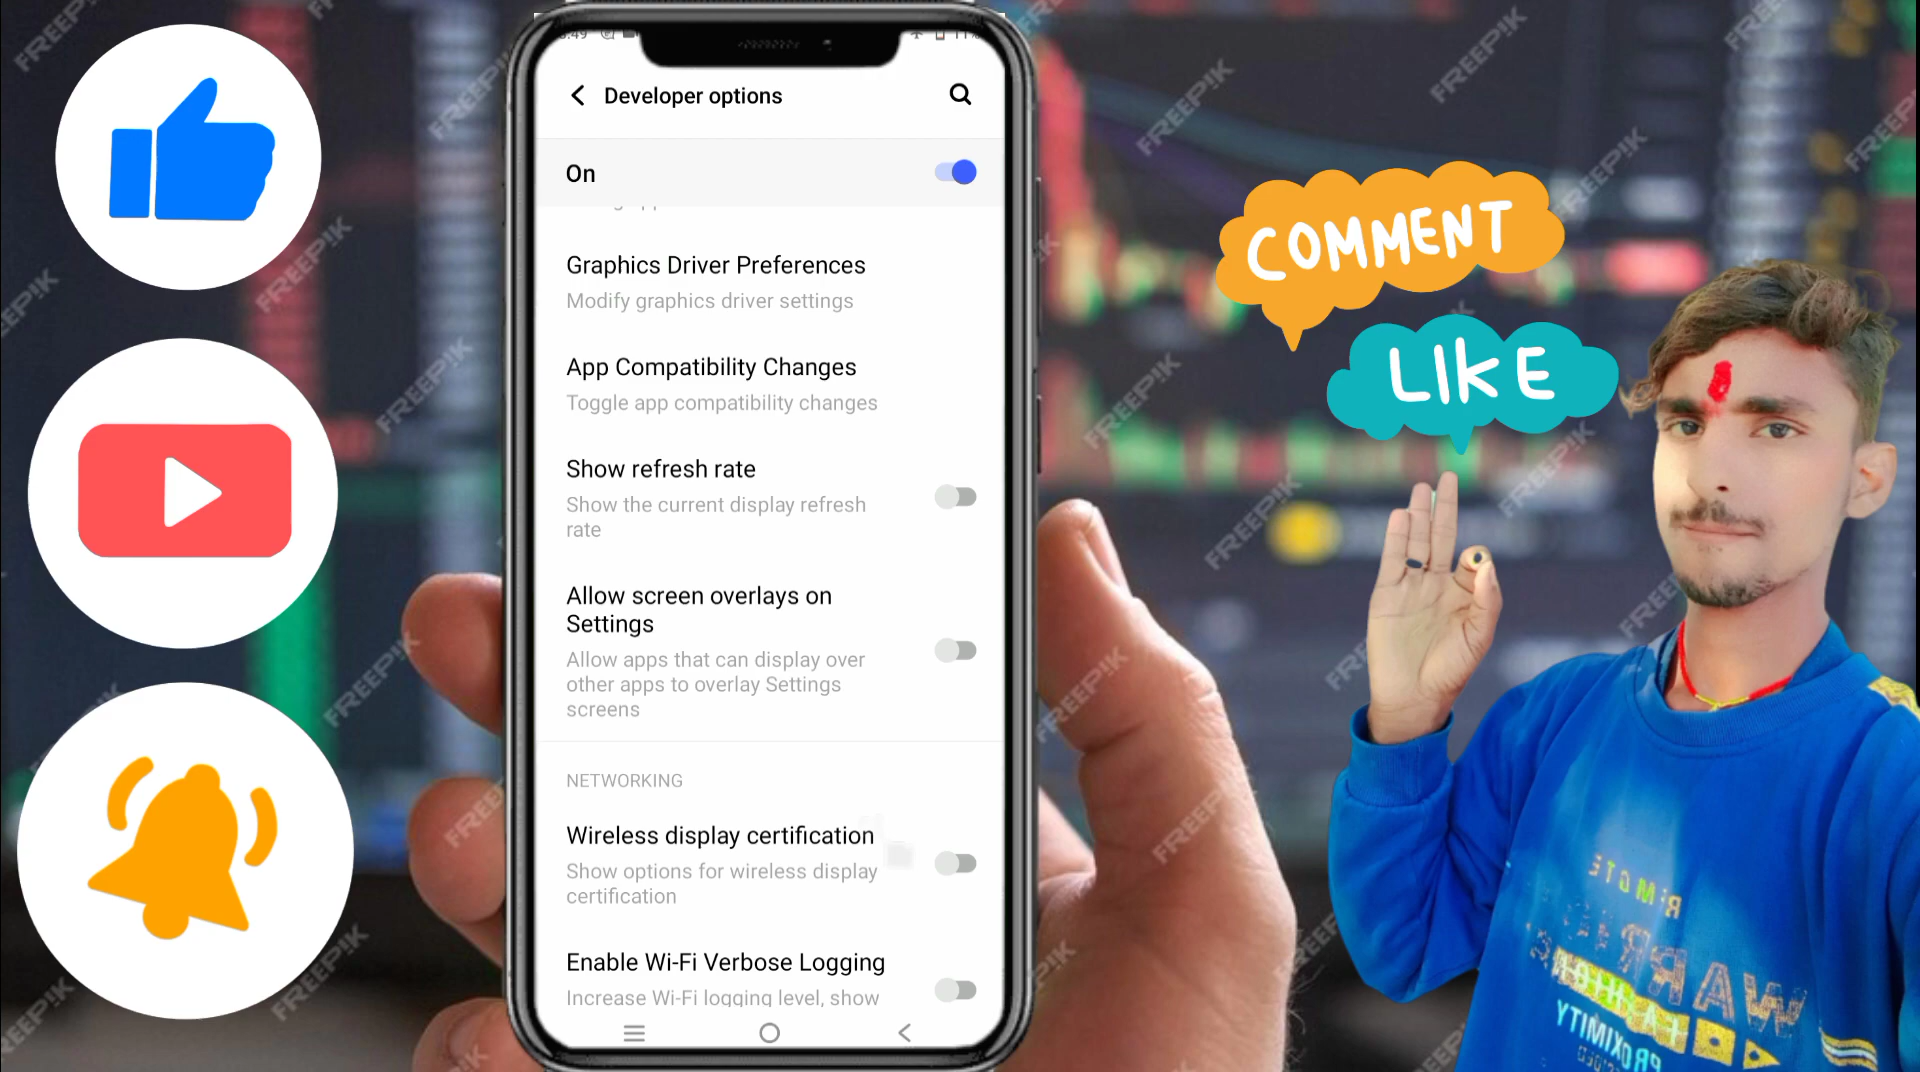 Developer options
On
Graphics Driver Preferences
Modify graphics driver settings
App Compatibility Changes
Toggle app compatibility changes
Show refresh rate
Show the current display refresh
rate
Allow screen overlays on
Settings
Allow apps that can display over
other apps to overlay Settings
screens
NETWORKING
Wireless display certification
Show options for wireless display
certification
Enable Wi-Fi Verbose Logging
Increase Wi-Fi logging level, show
COMMENT
LIKE
WARRIOR
PROXIMITY
FREEPIK